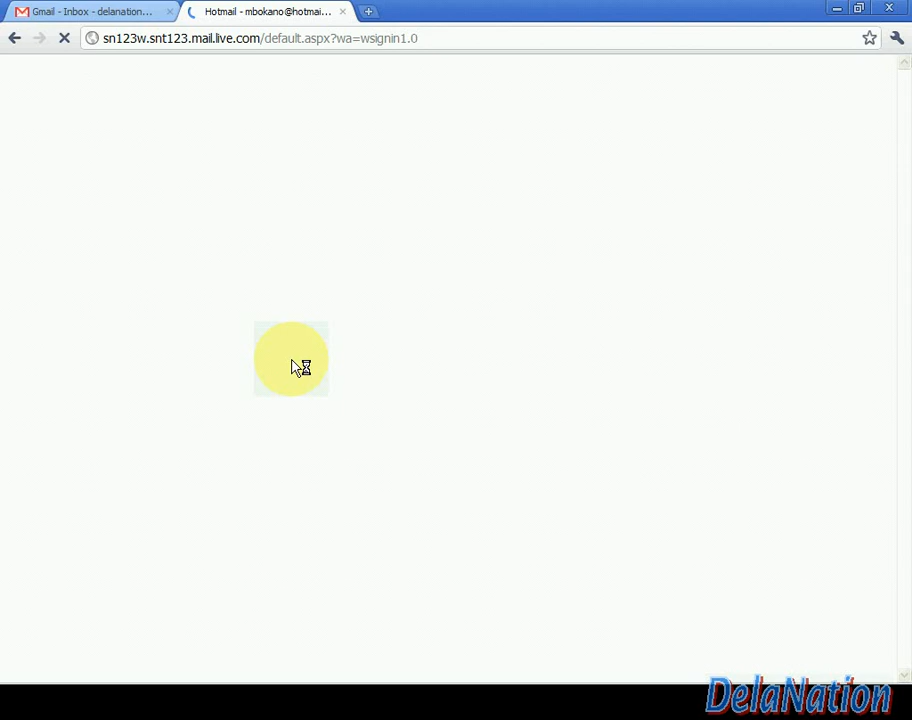 Gmail - Inbox - delanation...
Hotmail - mbokano@hotmai...
sn123w.snt123.mail.live.com/default.aspx?wa=wsignin1.0
DelaNation